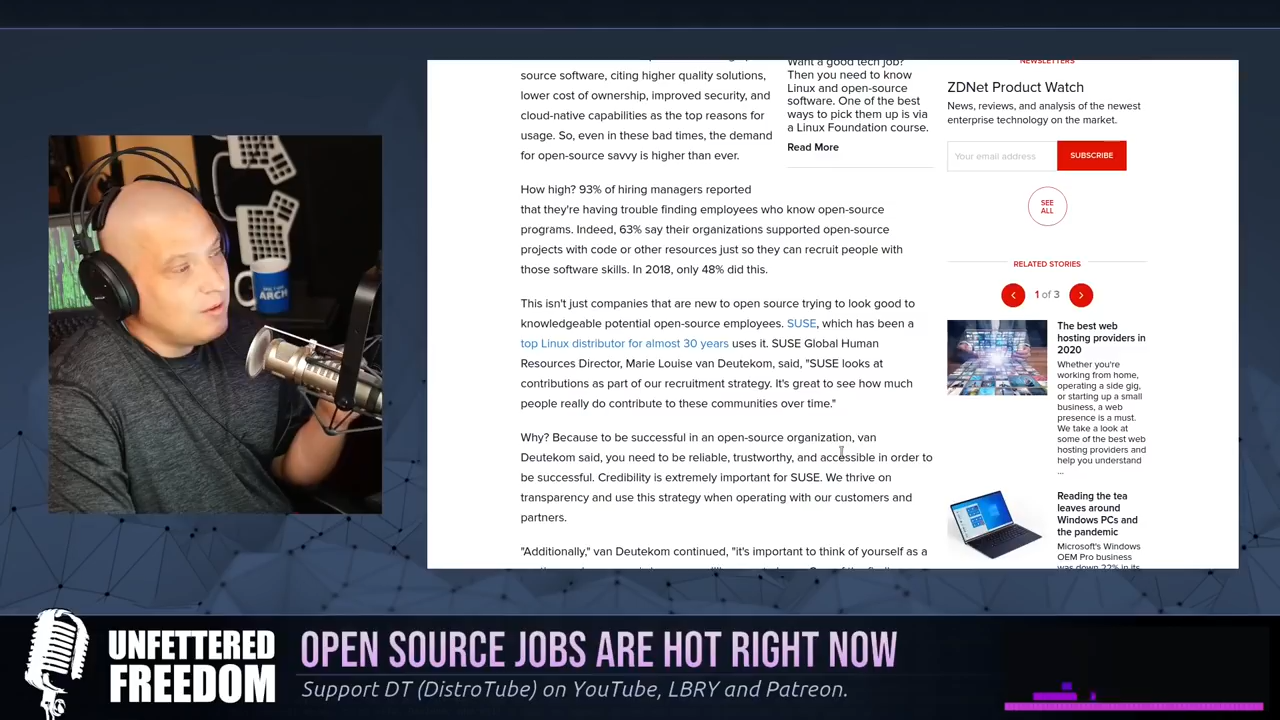 source software, citing higher quality solutions,
lower cost of ownership, improved security, and
cloud-native capabilities as the top reasons for
usage. So, even in these bad times, the demand
for open-source savvy is higher than ever.
Want a good tech job?
Then you need to know
Linux and open-source
software. One of the best
ways to pick them up is via
a Linux Foundation course.
Read More
How high? 93% of hiring managers reported
that they're having trouble finding employees who know open-source
programs. Indeed, 63% say their organizations supported open-source
projects with code or other resources just so they can recruit people with
those software skills. In 2018, only 48% did this.
This isn't just companies that are new to open source trying to look good to
knowledgeable potential open-source employees. SUSE, which has been a
top Linux distributor for almost 30 years uses it. SUSE Global Human
Resources Director, Marie Louise van Deutekom, said, "SUSE looks at
contributions as part of our recruitment strategy. It's great to see how much
people really do contribute to these communities over time."
Why? Because to be successful in an open-source organization, van
Deutekom said, you need to be reliable, trustworthy, and accessible in order to
be successful. Credibility is extremely important for SUSE. We thrive on
transparency and use this strategy when operating with our customers and
partners.
"Additionally," van Deutekom continued, "it's important to think of yourself as a
NEWSLETTERS
ZDNet Product Watch
News, reviews, and analysis of the newest
enterprise technology on the market.
Your email address
SUBSCRIBE
SEE
ALL
RELATED STORIES
1 of 3
The best web
hosting providers in
2020
Whether you're
working from home,
operating a side gig,
or starting up a small
business, a web
presence is a must.
We take a look at
some of the best web
hosting providers and
help you understand
...
Reading the tea
leaves around
Windows PCs and
the pandemic
Microsoft's Windows
OEM Pro business
was down 22% in its
ARCH
UNFETTERED
FREEDOM
OPEN SOURCE JOBS ARE HOT RIGHT NOW
Support DT (DistroTube) on YouTube, LBRY and Patreon.